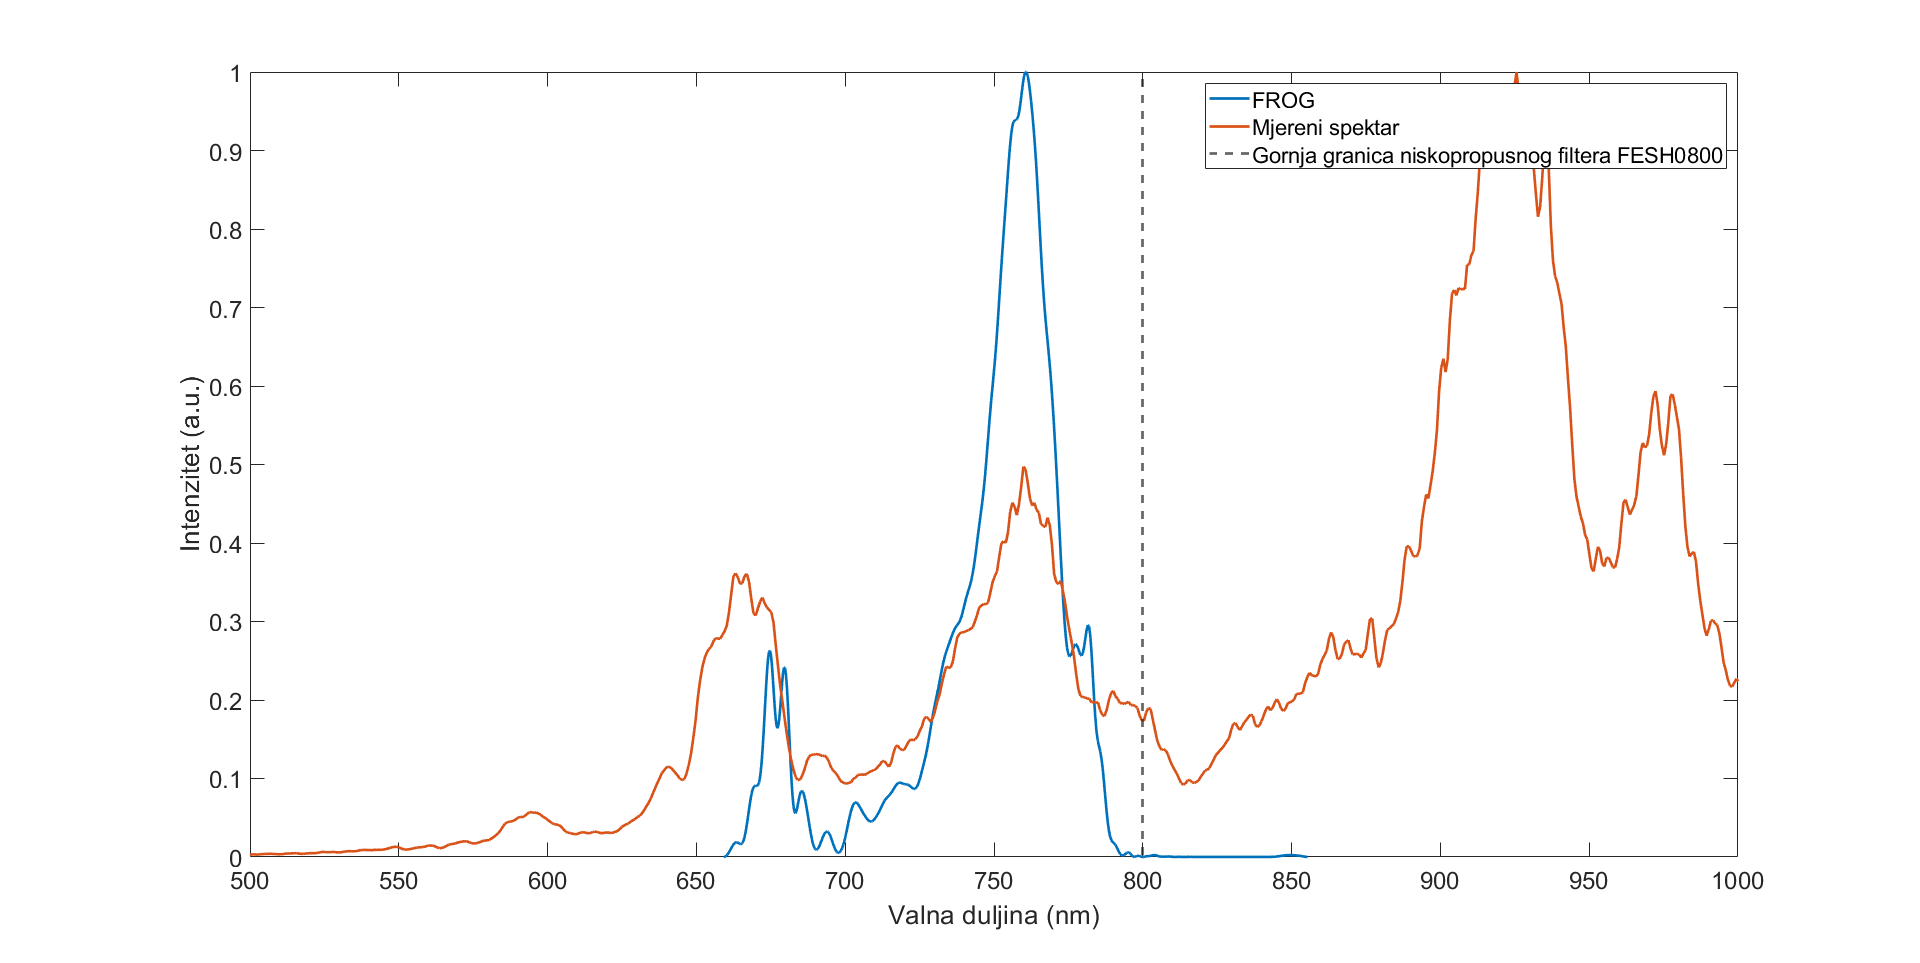 FROG
Mjereni spektar
Gornja granica niskopropusnog filtera FESH0800
1
0.9
0.8
0.7
0.6
0.5
0.4
0.3
0.2
0.1
0
Intenzitet (a.u.)
500 550 600 650 700 750 800 850 900 950 1000
Valna duljina (nm)